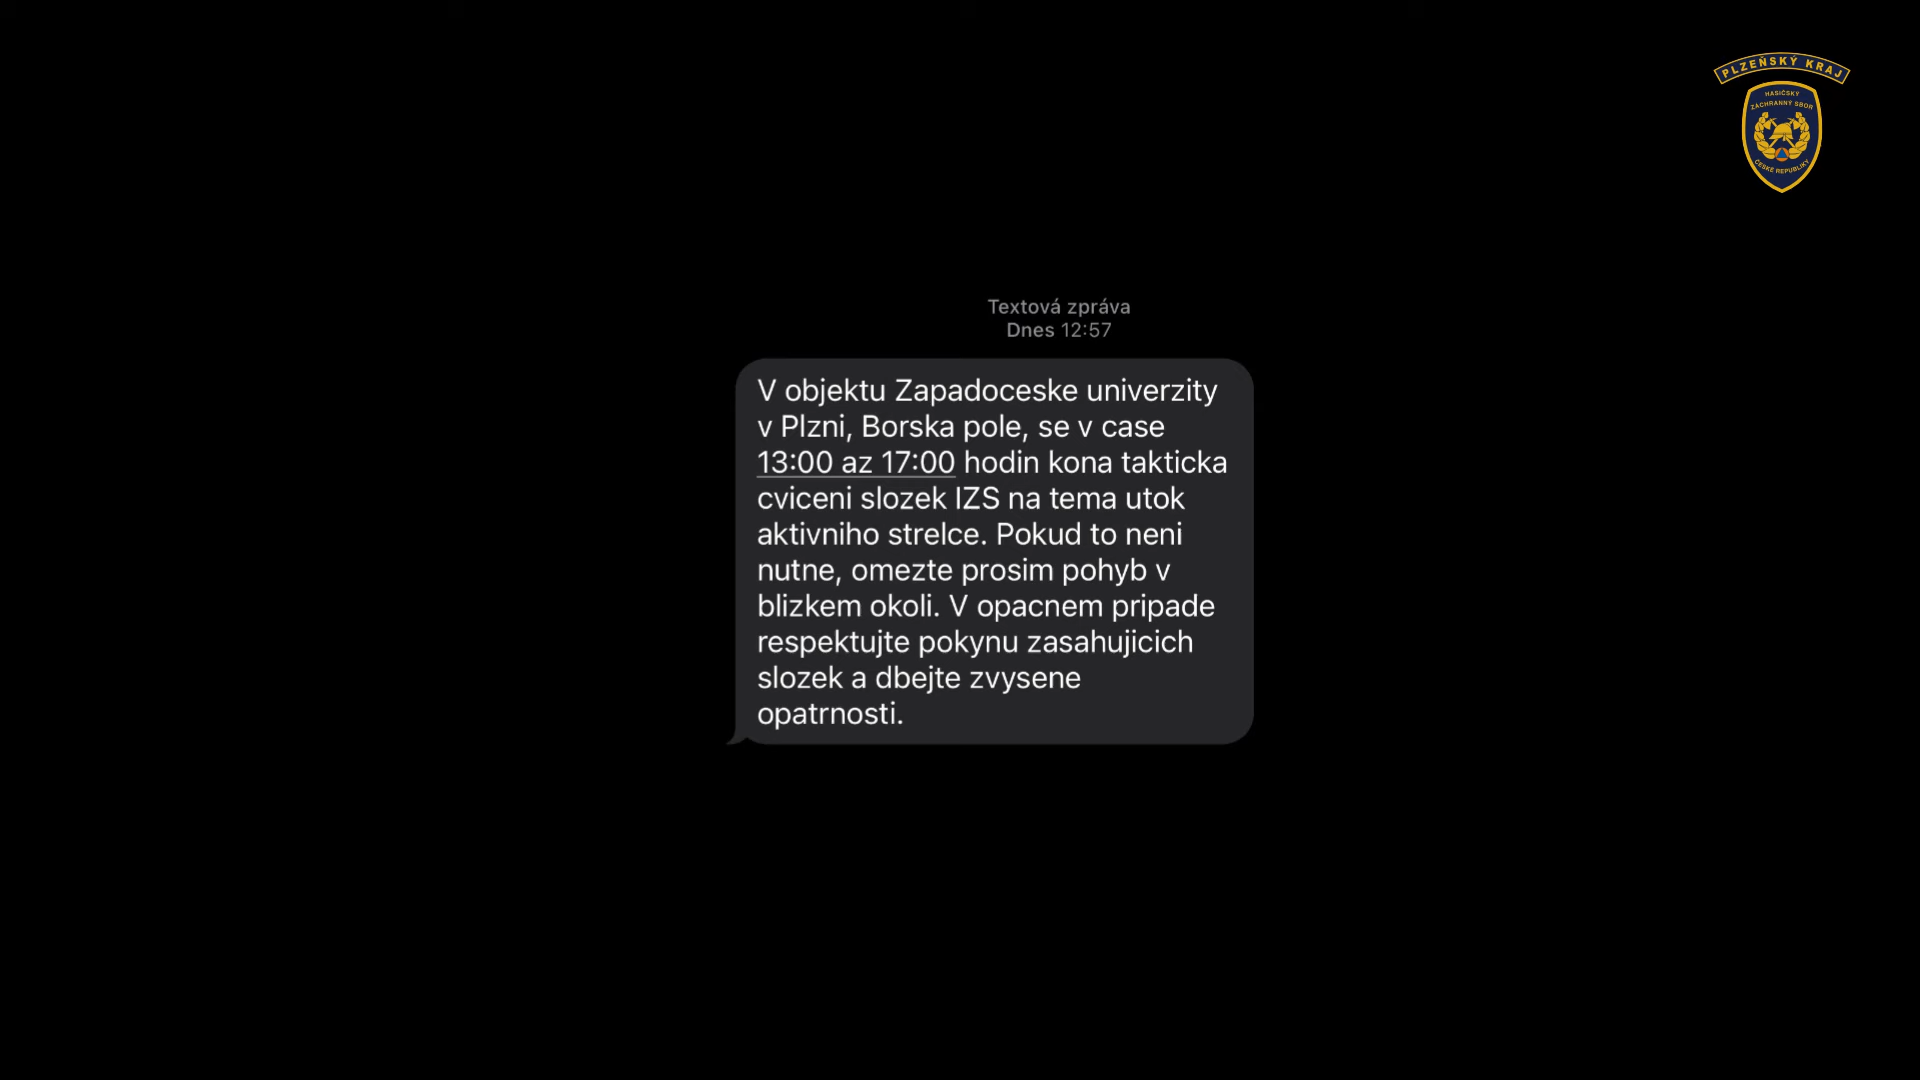 PLZEŇSKÝ KRAJ
HASIČSKÝ
ZÁCHRANNÝ SBOR
ČESKÉ REPUBLIKY
Textová zpráva
Dnes 12:57
V objektu Zapadoceske univerzity
v Plzni, Borska pole, se v case
13:00 az 17:00 hodin kona takticka
cviceni slozek IZS na tema utok
aktivniho strelce. Pokud to neni
nutne, omezte prosim pohyb v
blizkem okoli. V opacnem pripade
respektujte pokynu zasahujicich
slozek a dbejte zvysene
opatrnosti.